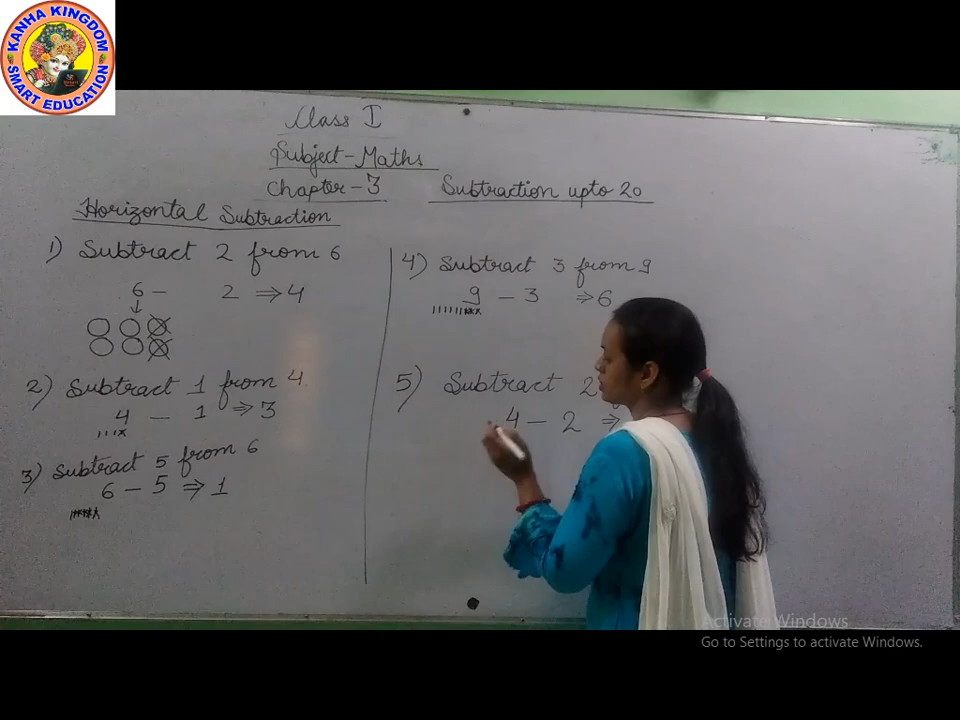 KANHA KINGDOM
SMART EDUCATION
Class I
Subject-Maths
Chapter-3 Subtraction upto 20
Horizontal Subtraction
1) Subtract 2 from 6
6 - 2 ⇒ 4
2) Subtract 1 from 4
4 - 1 ⇒ 3
3) Subtract 5 from 6
6 - 5 ⇒ 1
4) Subtract 3 from 9
9 - 3 ⇒ 6
5) Subtract 2
4 - 2 ⇒
Activate Windows
Go to Settings to activate Windows.